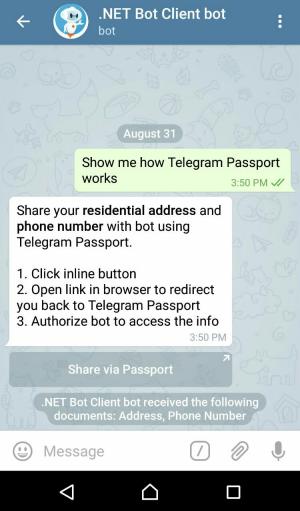 .NET Bot Client bot
bot
August 31
Show me how Telegram Passport
works
3:50 PM
Share your residential address and
phone number with bot using
Telegram Passport.
1. Click inline button
2. Open link in browser to redirect
you back to Telegram Passport
3. Authorize bot to access the info
3:50 PM
Share via Passport
.NET Bot Client bot received the following
documents: Address, Phone Number
Message